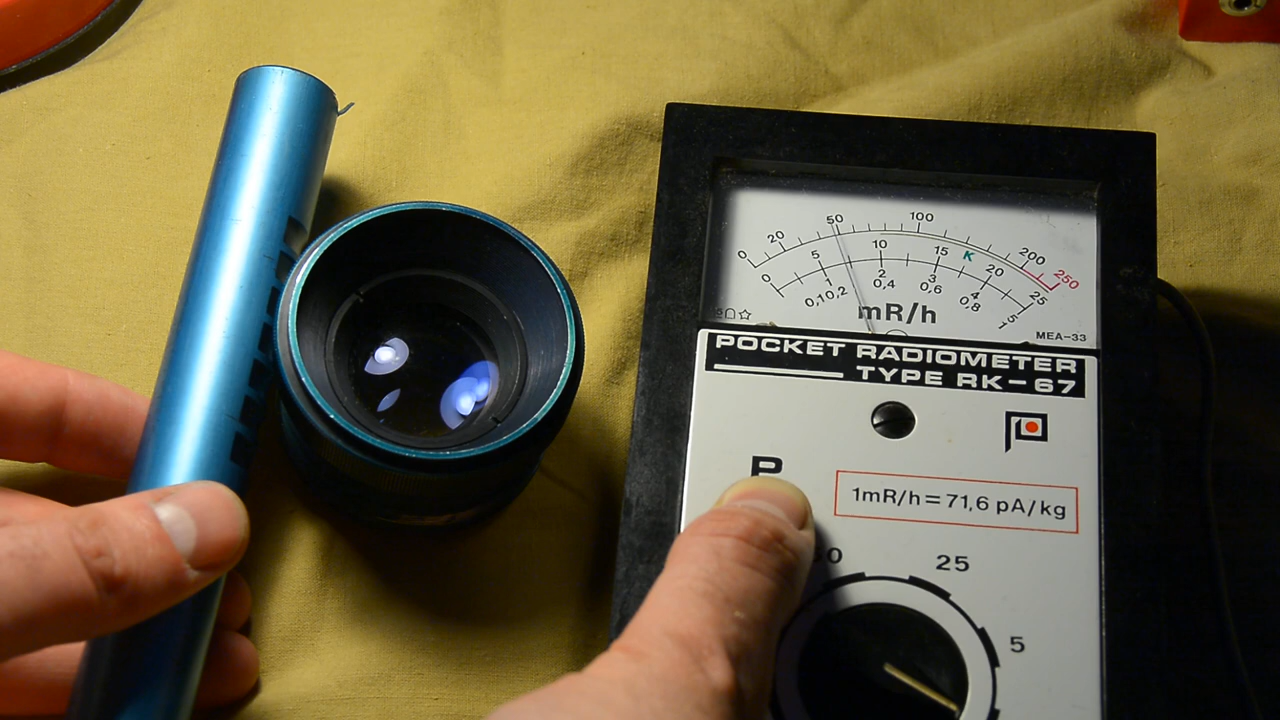 0 20 50 100 200 250
0 5 10 15 K 20 25
0,1 0,2 2 3 4 5
0,4 0,6 0,8 1
mR/h
MEA-33
POCKET RADIOMETER
TYPE RK-67
P
1mR/h=71,6 pA/kg
25
5